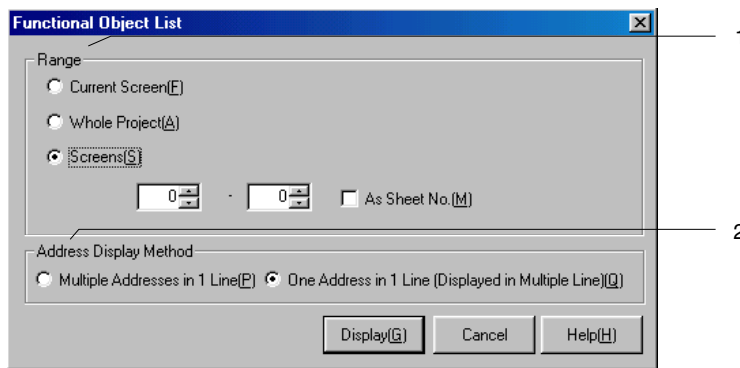 Functional Object List
1
Range
Current Screen(F)
Whole Project(A)
Screens(S)
0 - 0 As Sheet No.(M)
2
Address Display Method
Multiple Addresses in 1 Line(P) One Address in 1 Line (Displayed in Multiple Line)(Q)
Display(G) Cancel Help(H)